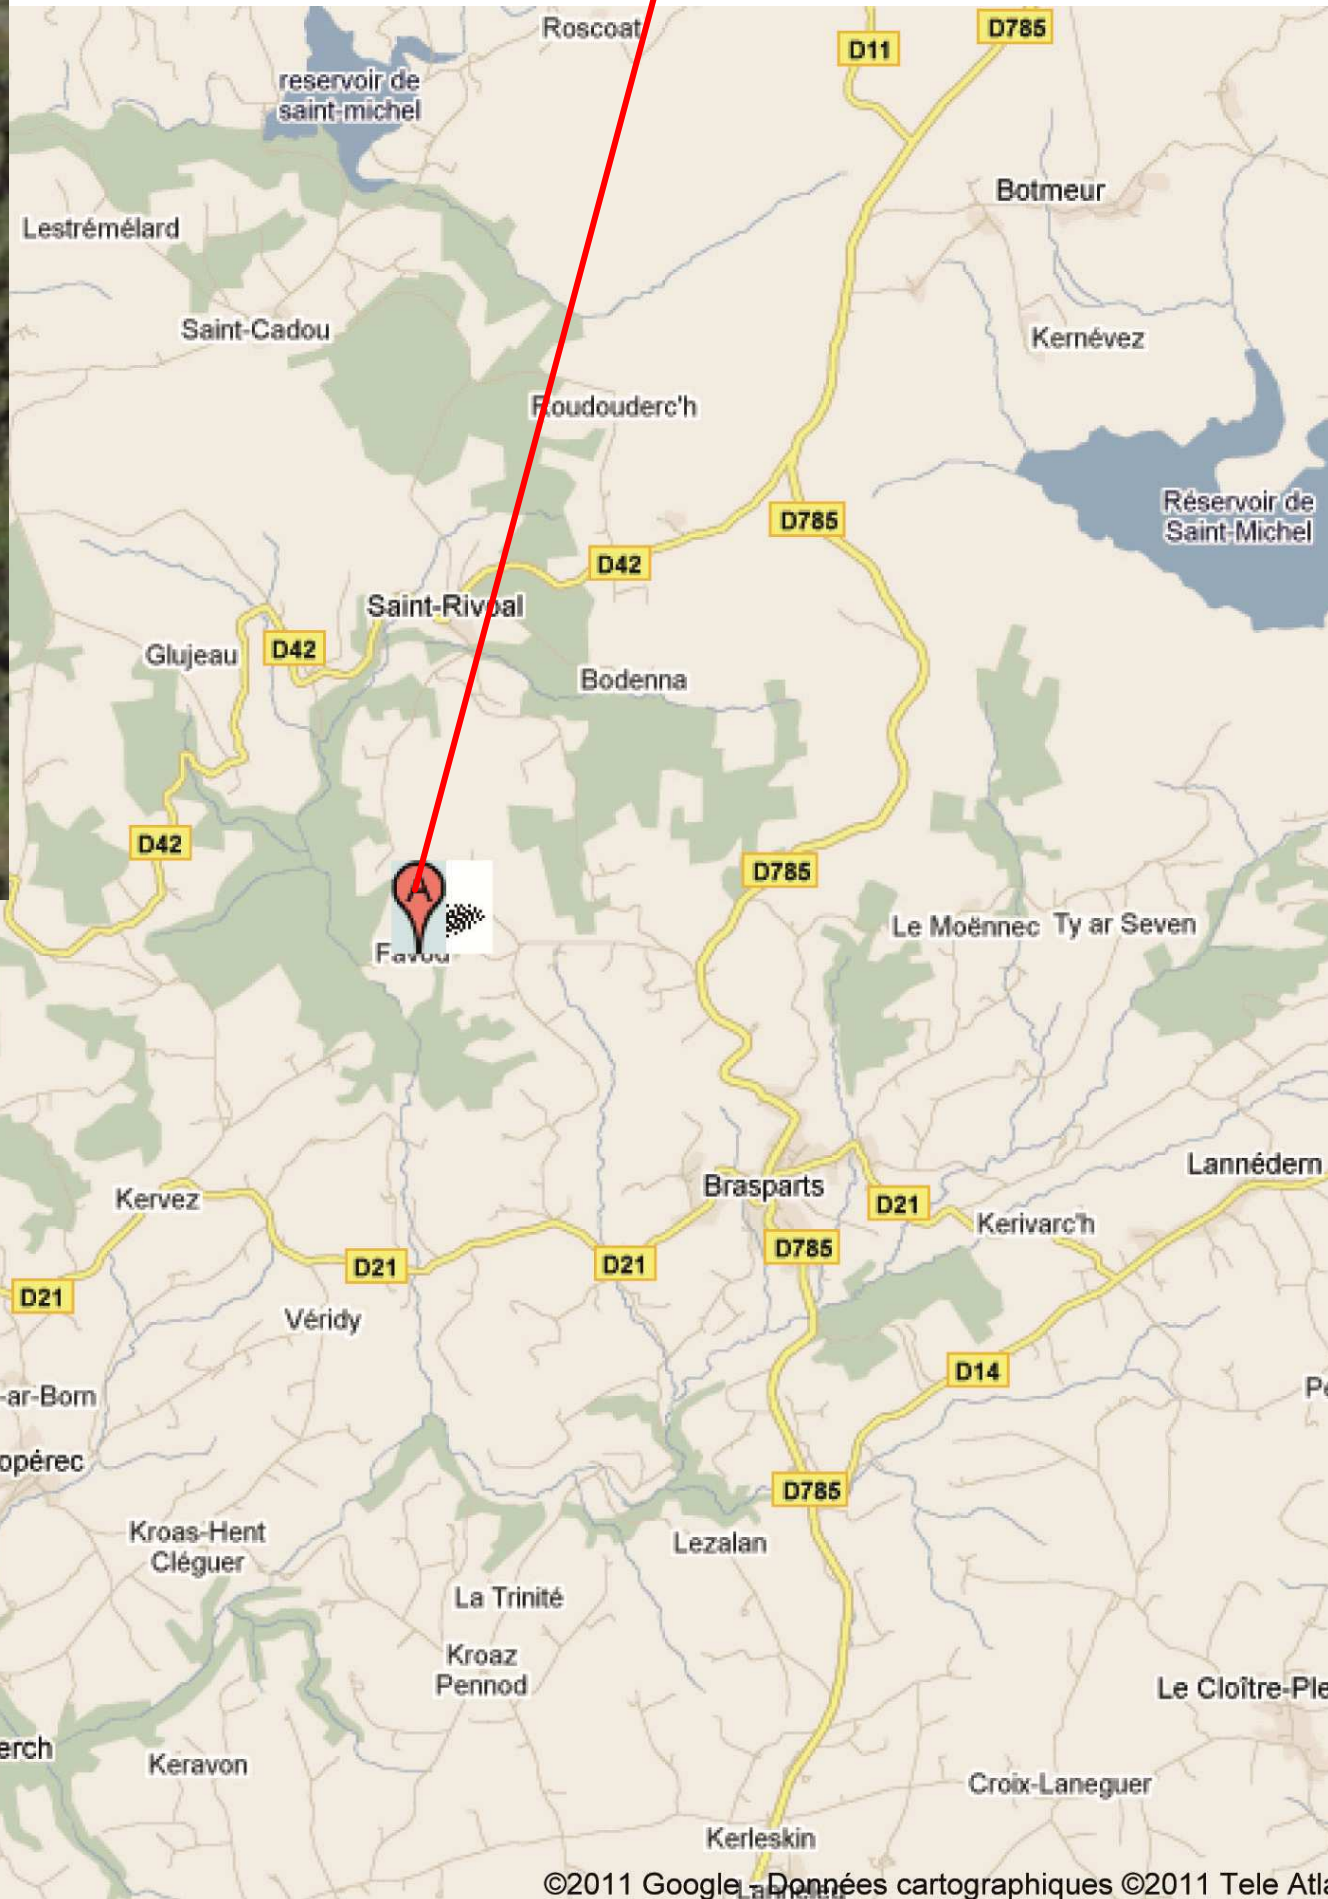 Roscoat
D785
D11
reservoir de
saint-michel
Botmeur
Lestrémélard
Saint-Cadou
Kernévez
Roudouderc'h
Réservoir de
Saint-Michel
D785
D42
Saint-Rivoal
D42
Glujeau
Bodenna
D42
D785
A
Le Moënnec
Ty ar Seven
Favou
Lannédern
Brasparts
Kervez
D21
Kerivarc'h
D785
D21
D21
D21
Véridy
D14
-ar-Born
Pe
opérec
D785
Kroas-Hent
Cléguer
Lezalan
La Trinité
Kroaz
Pennod
Le Cloître-Ple
erch
Keravon
Croix-Laneguer
Kerleskin
©2011 Google - Données cartographiques ©2011 Tele Atla